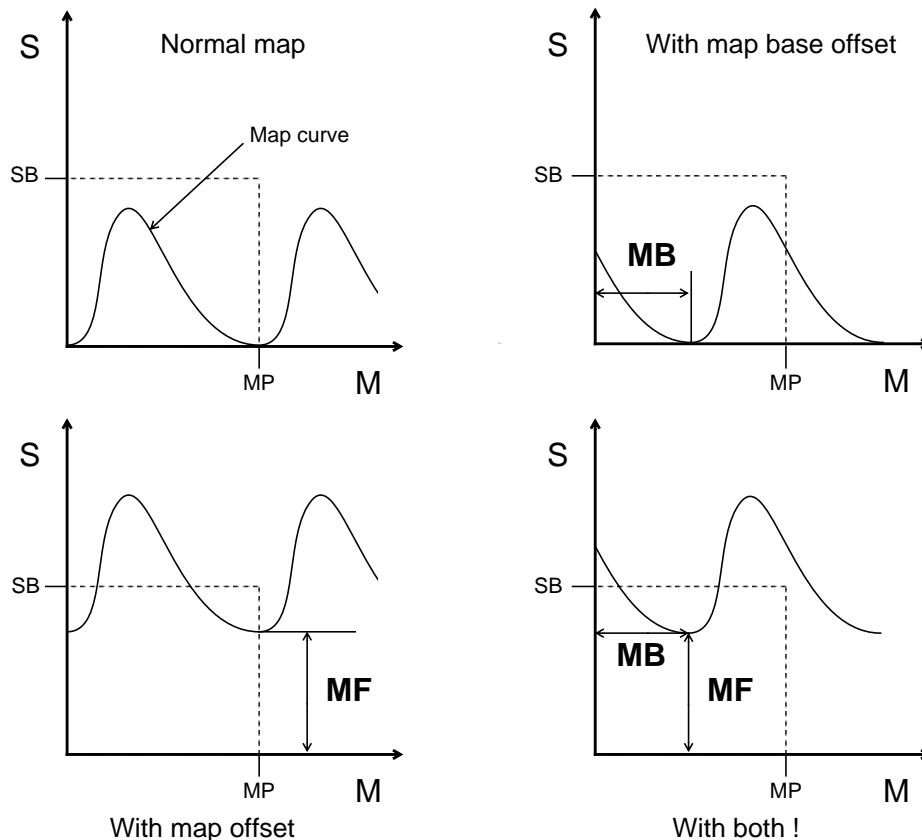 S
Normal map
Map curve
SB
MP
M
S
With map base offset
SB
MB
MP
M
S
SB
MF
MP
M
With map offset
S
SB
MB
MF
MP
M
With both !